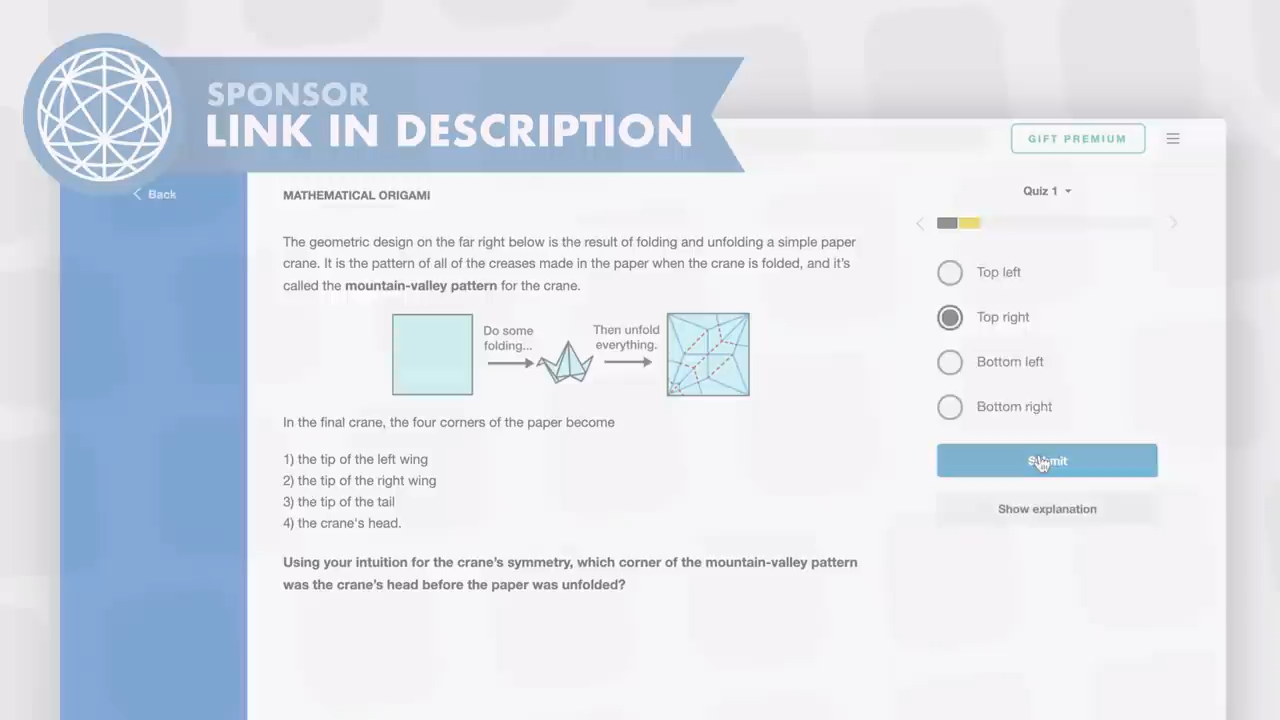 SPONSOR
LINK IN DESCRIPTION
GIFT PREMIUM
Back
MATHEMATICAL ORIGAMI
Quiz 1
The geometric design on the far right below is the result of folding and unfolding a simple paper
crane. It is the pattern of all of the creases made in the paper when the crane is folded, and it's
called the mountain-valley pattern for the crane.
Do some
folding...
Then unfold
everything.
In the final crane, the four corners of the paper become
1) the tip of the left wing
2) the tip of the right wing
3) the tip of the tail
4) the crane's head.
Using your intuition for the crane's symmetry, which corner of the mountain-valley pattern
was the crane's head before the paper was unfolded?
Top left
Top right
Bottom left
Bottom right
Submit
Show explanation